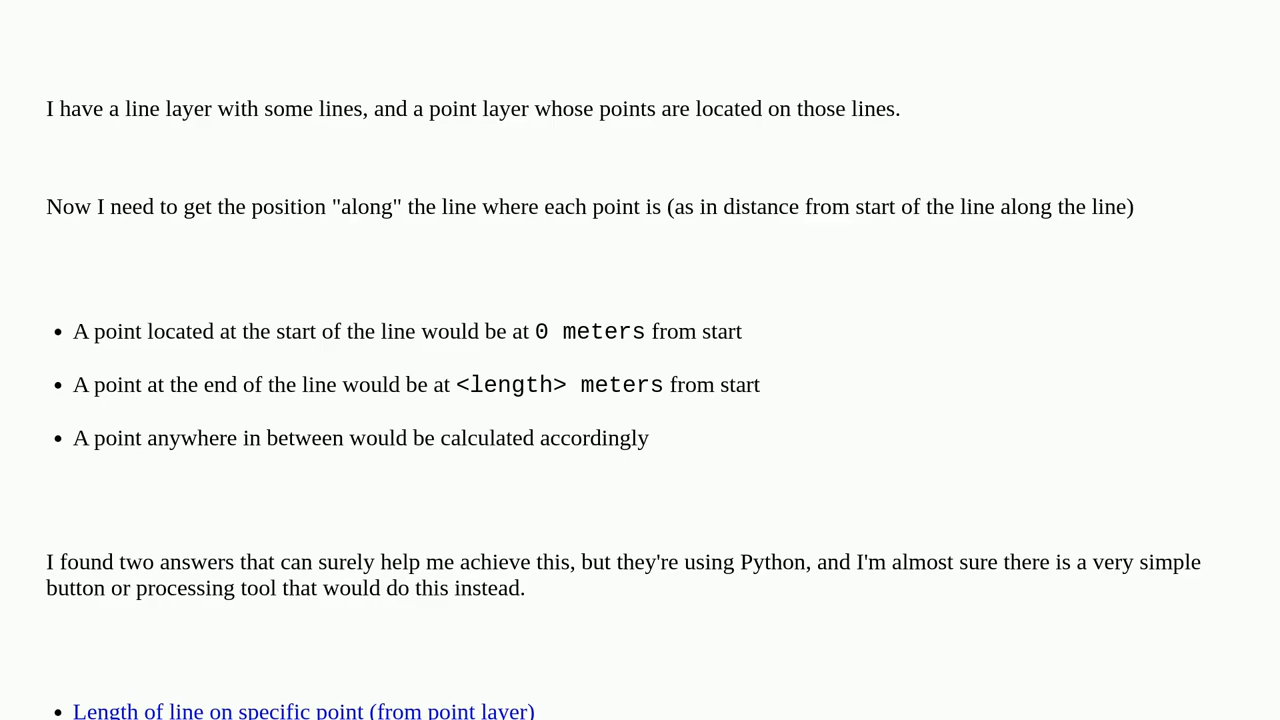 I have a line layer with some lines, and a point layer whose points are located on those lines.
Now I need to get the position "along" the line where each point is (as in distance from start of the line along the line)
• A point located at the start of the line would be at 0 meters from start
• A point at the end of the line would be at <length> meters from start
• A point anywhere in between would be calculated accordingly
I found two answers that can surely help me achieve this, but they're using Python, and I'm almost sure there is a very simple
button or processing tool that would do this instead.
• Length of line on specific point (from point layer)